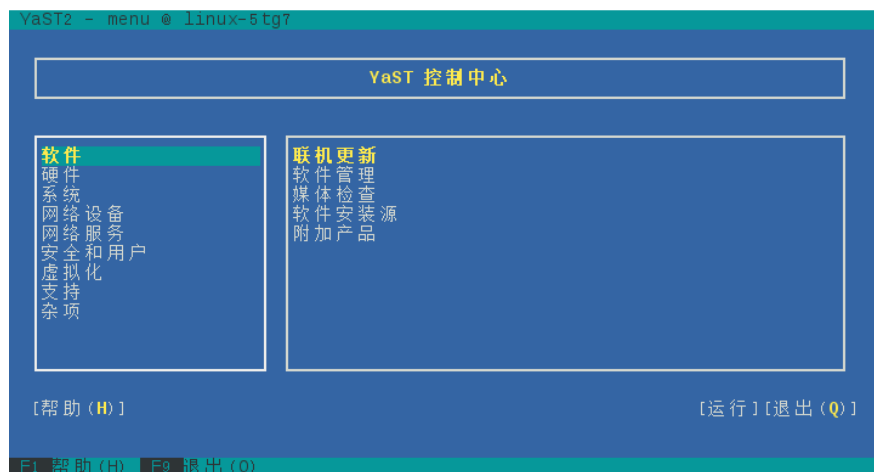 YaST2 - menu @ linux-5tg7
YaST 控制中心
软件
硬件
系统
网络设备
网络服务
安全和用户
虚拟化
支持
杂项
联机更新
软件管理
媒体检查
软件安装源
附加产品
[帮助(H)]
[运行][退出(Q)]
F1 帮助(H) F9 退出(Q)